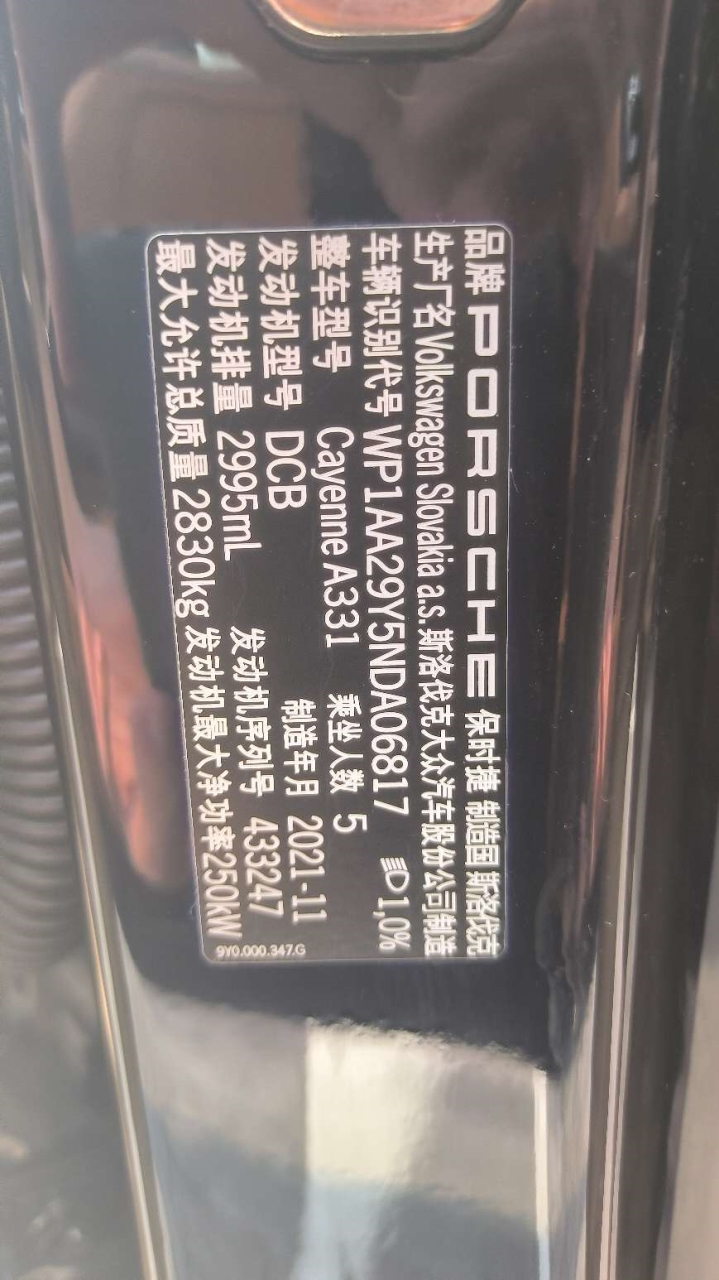 品牌 PORSCHE 保时捷 制造国 斯洛伐克
生产厂名 Volkswagen Slovakia a.s. 斯洛伐克大众汽车股份公司制造
车辆识别代号 WP1AA29Y5NDA06817 1,0%
整车型号 Cayenne A331 乘坐人数 5
发动机型号 DCB 制造年月 2021-11
发动机排量 2995mL 发动机序列号 433247
最大允许总质量 2830kg 发动机最大净功率 250kW
9Y0.000.347.G